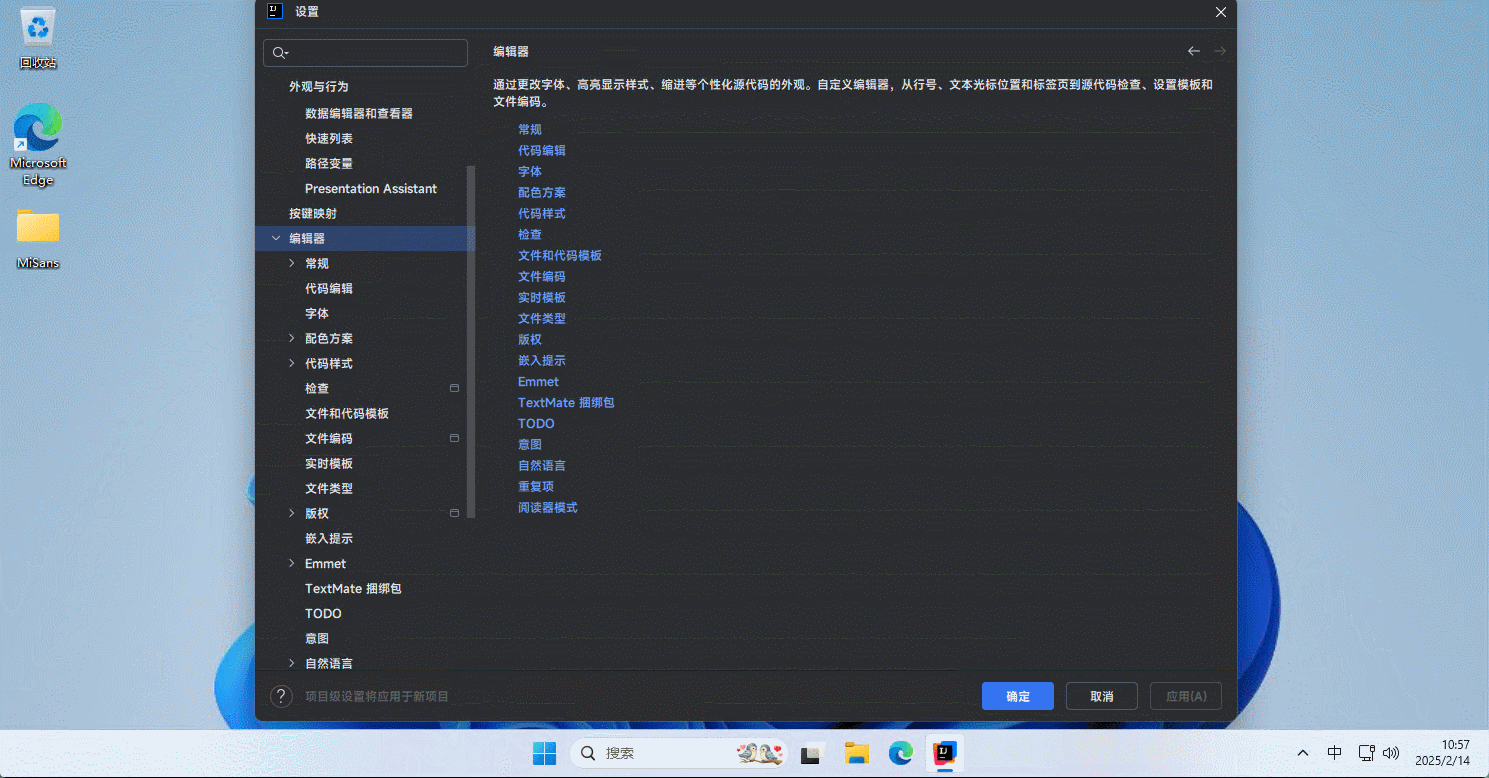 设置
回收站
Microsoft
Edge
MiSans
外观与行为
数据编辑器和查看器
快速列表
路径变量
Presentation Assistant
按键映射
编辑器
常规
代码编辑
字体
配色方案
代码样式
检查
文件和代码模板
文件编码
实时模板
文件类型
版权
嵌入提示
Emmet
TextMate 捆绑包
TODO
意图
自然语言
编辑器
通过更改字体、高亮显示样式、缩进等个性化源代码的外观。自定义编辑器，从行号、文本光标位置和标签页到源代码检查、设置模板和
文件编码。
常规
代码编辑
字体
配色方案
代码样式
检查
文件和代码模板
文件编码
实时模板
文件类型
版权
嵌入提示
Emmet
TextMate 捆绑包
TODO
意图
自然语言
重复项
阅读器模式
? 项目级设置将应用于新项目
确定 取消 应用(A)
搜索
中
10:57
2025/2/14